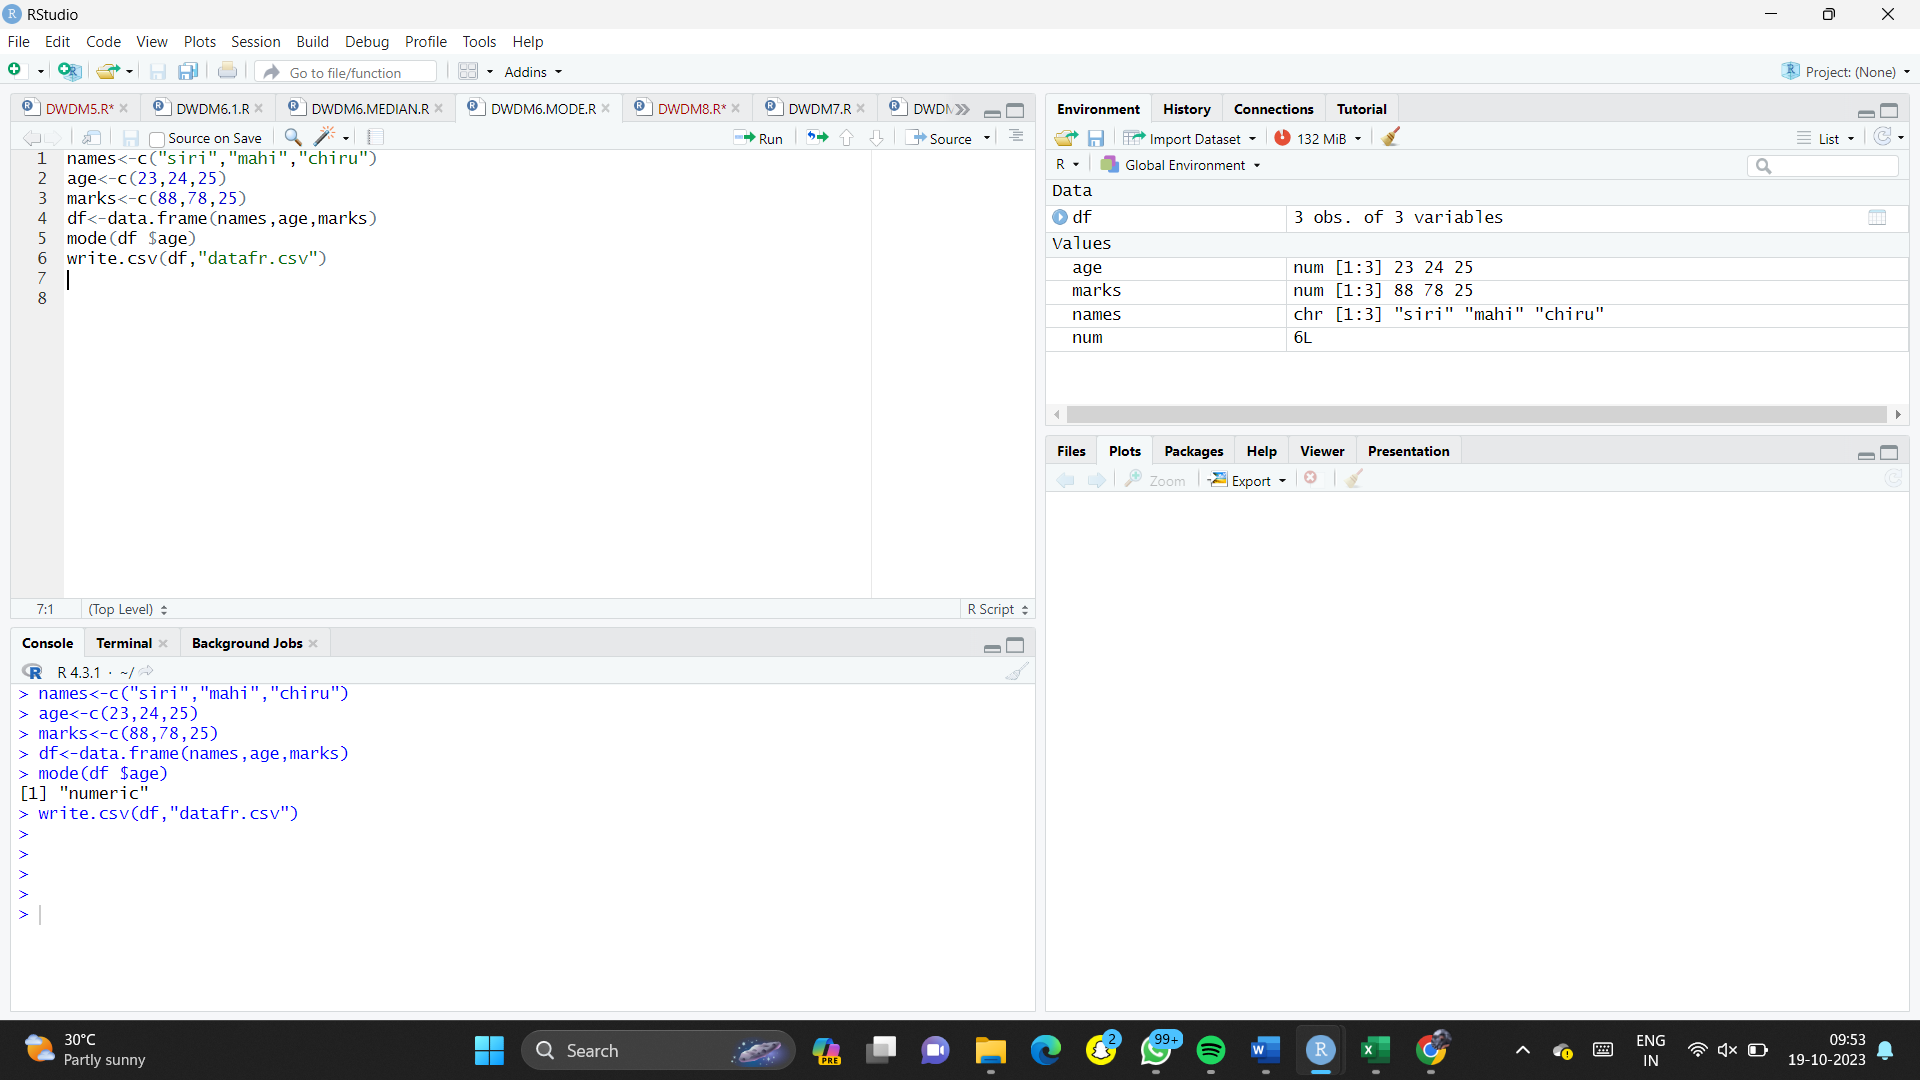 RStudio
File Edit Code View Plots Session Build Debug Profile Tools Help
Go to file/function Addins Project: (None)
DWDM5.R* DWDM6.1.R DWDM6.MEDIAN.R DWDM6.MODE.R DWDM8.R* DWDM7.R
Source on Save Run Source
1 names<-c("siri","mahi","chiru")
2 age<-c(23,24,25)
3 marks<-c(88,78,25)
4 df<-data.frame(names,age,marks)
5 mode(df $age)
6 write.csv(df,"datafr.csv")
7
8
7:1 (Top Level) R Script
Console Terminal Background Jobs
R 4.3.1 · ~/
> names<-c("siri","mahi","chiru")
> age<-c(23,24,25)
> marks<-c(88,78,25)
> df<-data.frame(names,age,marks)
> mode(df $age)
[1] "numeric"
> write.csv(df,"datafr.csv")
>
>
>
>
>
Environment History Connections Tutorial
Import Dataset 132 MiB List
R Global Environment
Data
df 3 obs. of 3 variables
Values
age num [1:3] 23 24 25
marks num [1:3] 88 78 25
names chr [1:3] "siri" "mahi" "chiru"
num 6L
Files Plots Packages Help Viewer Presentation
Zoom Export
30°C
Partly sunny
Search
PRE
2
99+
ENG
IN
09:53
19-10-2023